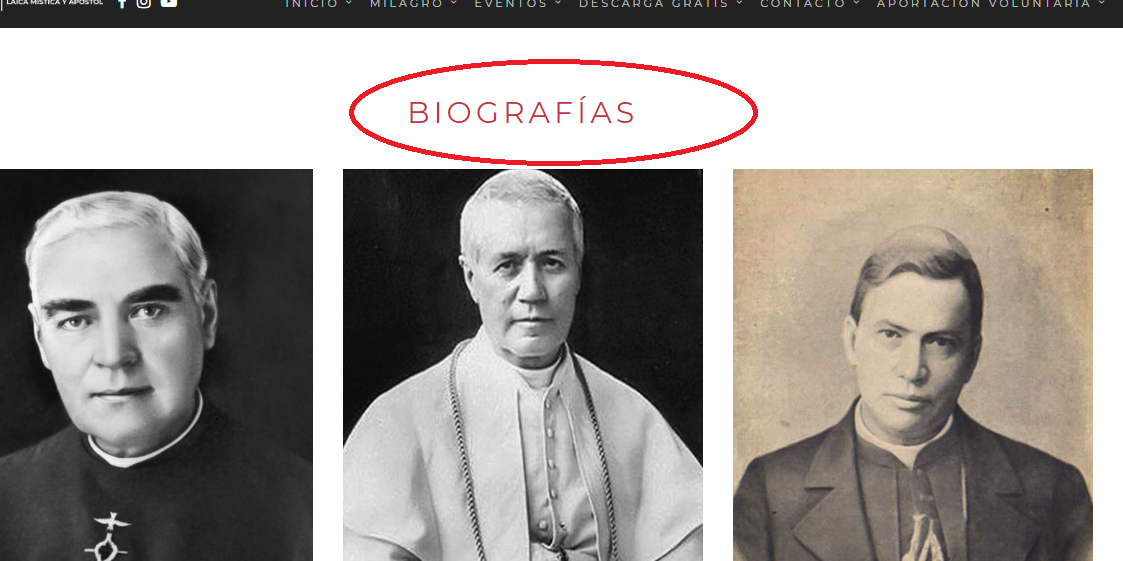 LAICA MÍSTICA Y APÓSTOL
INICIO MILAGRO EVENTOS DESCARGA GRATIS CONTACTO APORTACIÓN VOLUNTARIA
BIOGRAFÍAS